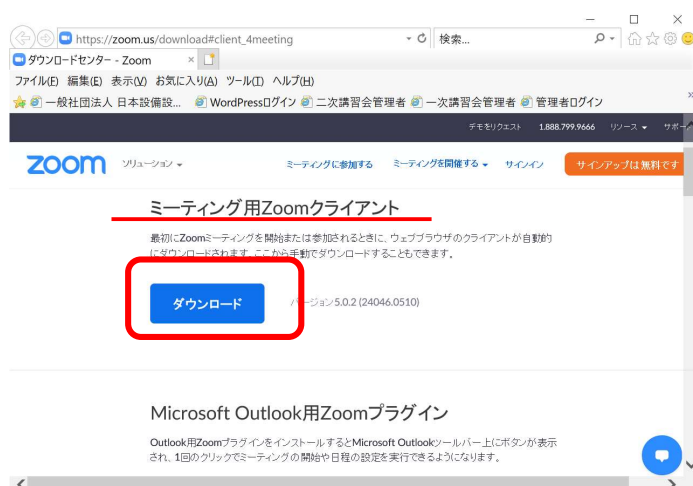 https://zoom.us/download#client_4meeting
検索...
ダウンロードセンター - Zoom
ファイル(F) 編集(E) 表示(V) お気に入り(A) ツール(T) ヘルプ(H)
一般社団法人 日本設備設... WordPressログイン 二次講習会管理者 一次講習会管理者 管理者ログイン
デモをリクエスト 1.888.799.9666 リソース サポー
zoom ソリューション ミーティングに参加する ミーティングを開催する サインイン サインアップは無料です
ミーティング用Zoomクライアント
最初にZoomミーティングを開始または参加されるときに、ウェブブラウザのクライアントが自動的
にダウンロードされます。ここから手動でダウンロードすることもできます。
ダウンロード
バージョン5.0.2 (24046.0510)
Microsoft Outlook用Zoomプラグイン
Outlook用ZoomプラグインをインストールするとMicrosoft Outlookツールバー上にボタンが表示
され、1回のクリックでミーティングの開始や日程の設定を実行できるようになります。